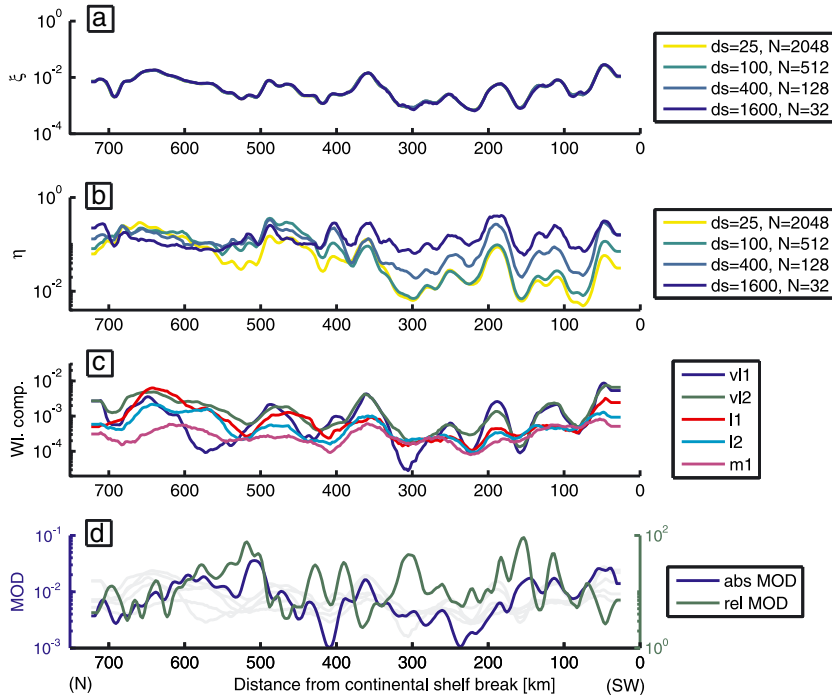 a
10^0
10^-2
10^-4
ξ
700 600 500 400 300 200 100 0
ds=25, N=2048
ds=100, N=512
ds=400, N=128
ds=1600, N=32
b
10^0
10^-2
η
700 600 500 400 300 200 100 0
ds=25, N=2048
ds=100, N=512
ds=400, N=128
ds=1600, N=32
c
10^-2
10^-3
10^-4
Wl. comp.
700 600 500 400 300 200 100 0
vl1
vl2
l1
l2
m1
d
10^-1
10^-2
10^-3
MOD
10^2
10^0
700 600 500 400 300 200 100 0
abs MOD
rel MOD
(N) Distance from continental shelf break [km] (SW)